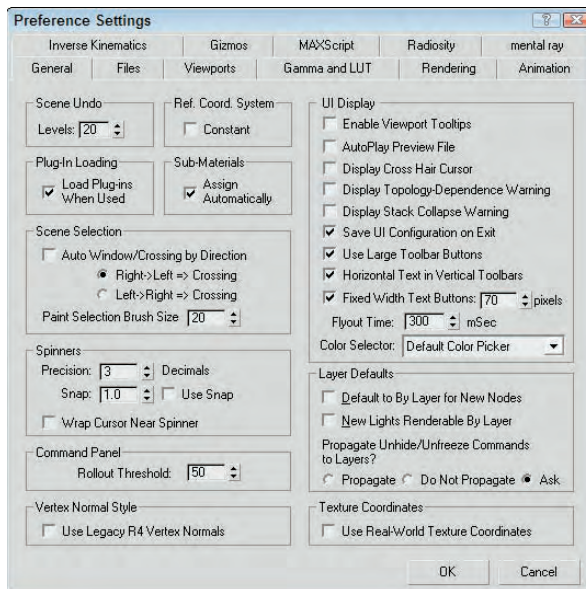 Preference Settings
Inverse Kinematics Gizmos MAXScript Radiosity mental ray
General Files Viewports Gamma and LUT Rendering Animation
Scene Undo
Levels: 20
Ref. Coord. System
Constant
Plug-In Loading
Load Plug-ins
When Used
Sub-Materials
Assign
Automatically
Scene Selection
Auto Window/Crossing by Direction
Right->Left => Crossing
Left->Right => Crossing
Paint Selection Brush Size 20
Spinners
Precision: 3 Decimals
Snap: 1.0 Use Snap
Wrap Cursor Near Spinner
Command Panel
Rollout Threshold: 50
Vertex Normal Style
Use Legacy R4 Vertex Normals
UI Display
Enable Viewport Tooltips
AutoPlay Preview File
Display Cross Hair Cursor
Display Topology-Dependence Warning
Display Stack Collapse Warning
Save UI Configuration on Exit
Use Large Toolbar Buttons
Horizontal Text in Vertical Toolbars
Fixed Width Text Buttons: 70 pixels
Flyout Time: 300 mSec
Color Selector: Default Color Picker
Layer Defaults
Default to By Layer for New Nodes
New Lights Renderable By Layer
Propagate Unhide/Unfreeze Commands
to Layers?
Propagate Do Not Propagate Ask
Texture Coordinates
Use Real-World Texture Coordinates
OK Cancel